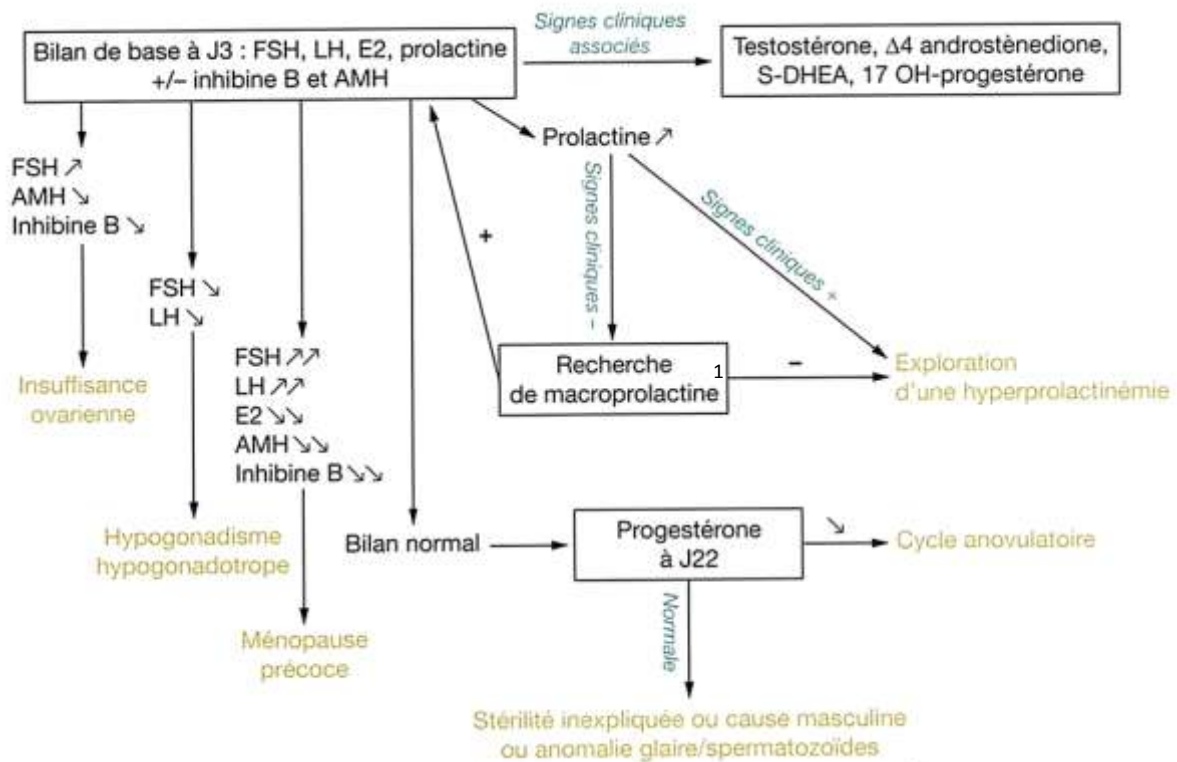 Signes cliniques
associés
Bilan de base à J3 : FSH, LH, E2, prolactine
+/− inhibine B et AMH
Testostérone, Δ4 androstènedione,
S-DHEA, 17 OH-progestérone
Prolactine ↗
FSH ↗
AMH ↘
Inhibine B ↘
Signes cliniques −
Signes cliniques +
+
FSH ↘
LH ↘
FSH ↗↗
LH ↗↗
E2 ↘↘
AMH ↘↘
Inhibine B ↘↘
Recherche
de macroprolactine 1
−
Exploration
d'une hyperprolactinémie
Insuffisance
ovarienne
Hypogonadisme
hypogonadotrope
Bilan normal
Progestérone
à J22
↘
Cycle anovulatoire
Normale
Ménopause
précoce
Stérilité inexpliquée ou cause masculine
ou anomalie glaire/spermatozoïdes